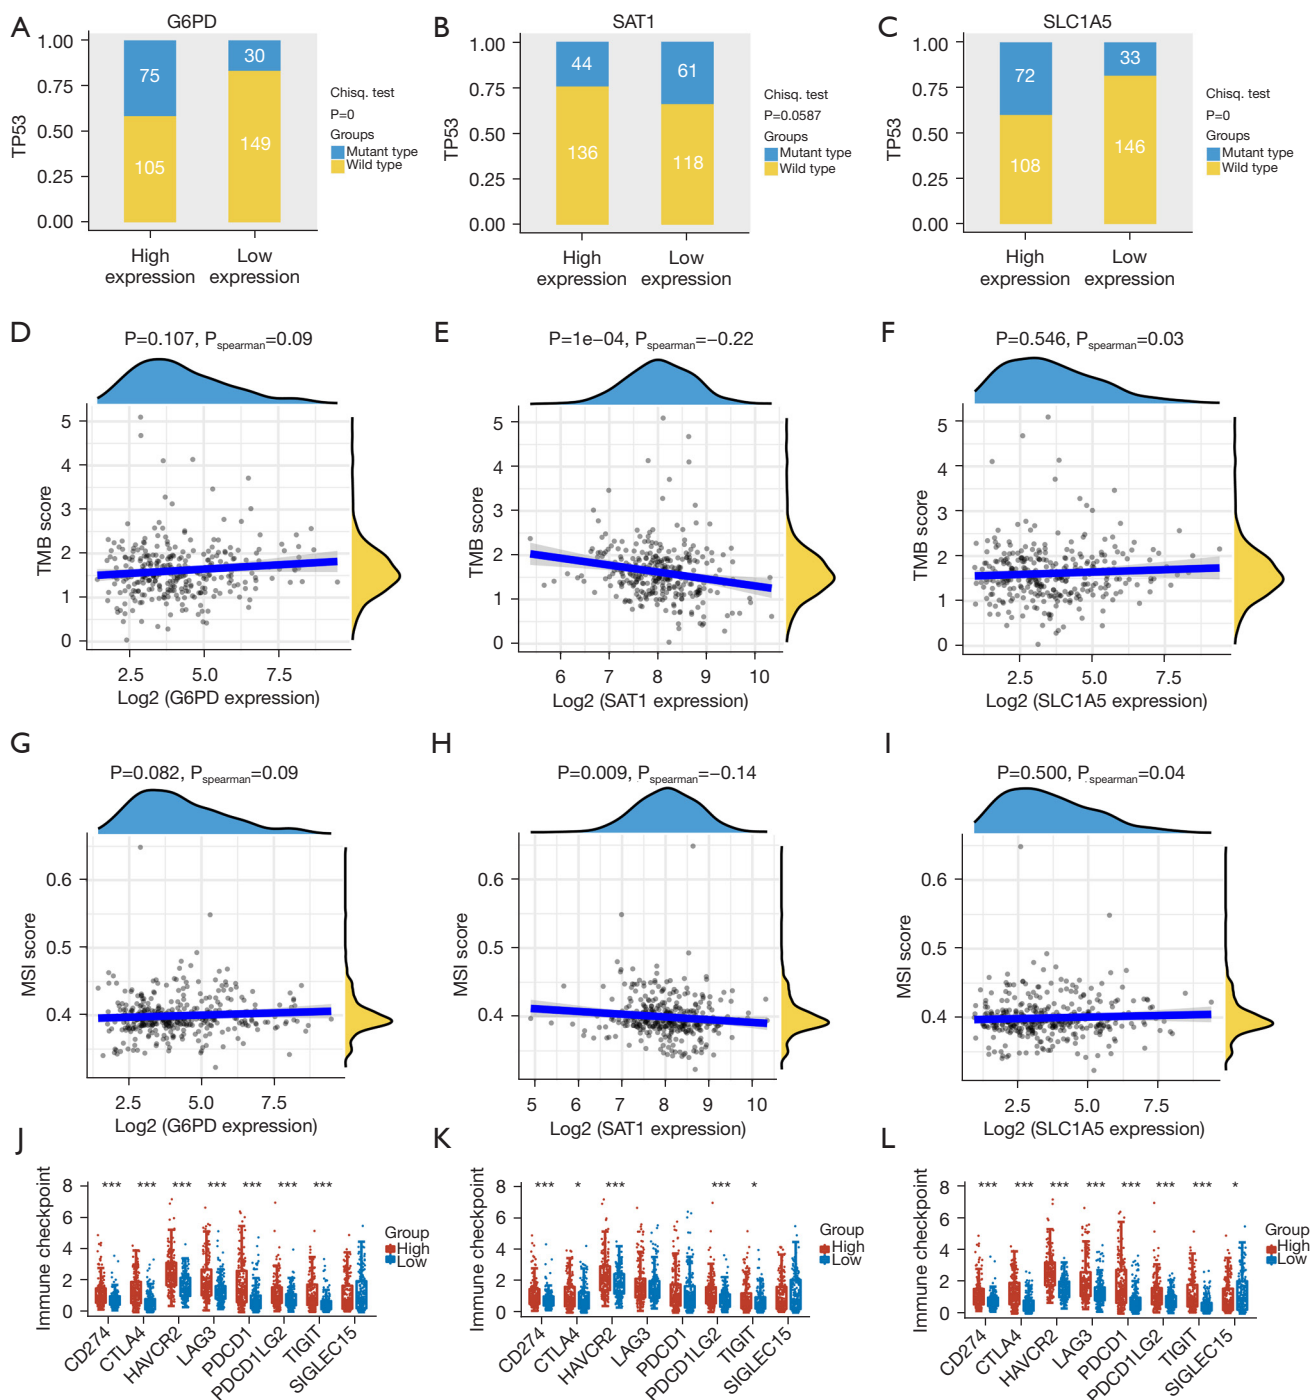 A
G6PD
1.00
0.75
0.50
0.25
0.00
TP53
75
30
105
149
High expression
Low expression
Chisq. test
P=0
Groups
Mutant type
Wild type
B
SAT1
1.00
0.75
0.50
0.25
0.00
TP53
44
61
136
118
High expression
Low expression
Chisq. test
P=0.0587
Groups
Mutant type
Wild type
C
SLC1A5
1.00
0.75
0.50
0.25
0.00
TP53
72
33
108
146
High expression
Low expression
Chisq. test
P=0
Groups
Mutant type
Wild type
D
P=0.107, Pspearman=0.09
TMB score
5
4
3
2
1
0
2.5 5.0 7.5
Log2 (G6PD expression)
E
P=1e−04, Pspearman=−0.22
TMB score
5
4
3
2
1
0
6 7 8 9 10
Log2 (SAT1 expression)
F
P=0.546, Pspearman=0.03
TMB score
5
4
3
2
1
0
2.5 5.0 7.5
Log2 (SLC1A5 expression)
G
P=0.082, Pspearman=0.09
MSI score
0.6
0.5
0.4
2.5 5.0 7.5
Log2 (G6PD expression)
H
P=0.009, Pspearman=−0.14
MSI score
0.6
0.5
0.4
5 6 7 8 9 10
Log2 (SAT1 expression)
I
P=0.500, Pspearman=0.04
MSI score
0.6
0.5
0.4
2.5 5.0 7.5
Log2 (SLC1A5 expression)
J
Immune checkpoint
8
6
4
2
0
*** *** *** *** *** *** ***
Group
High
Low
CD274
CTLA4
HAVCR2
LAG3
PDCD1
PDCD1LG2
TIGIT
SIGLEC15
K
Immune checkpoint
8
6
4
2
0
*** * *** *** *
Group
High
Low
CD274
CTLA4
HAVCR2
LAG3
PDCD1
PDCD1LG2
TIGIT
SIGLEC15
L
Immune checkpoint
8
6
4
2
0
*** *** *** *** *** *** *** *
Group
High
Low
CD274
CTLA4
HAVCR2
LAG3
PDCD1
PDCD1LG2
TIGIT
SIGLEC15